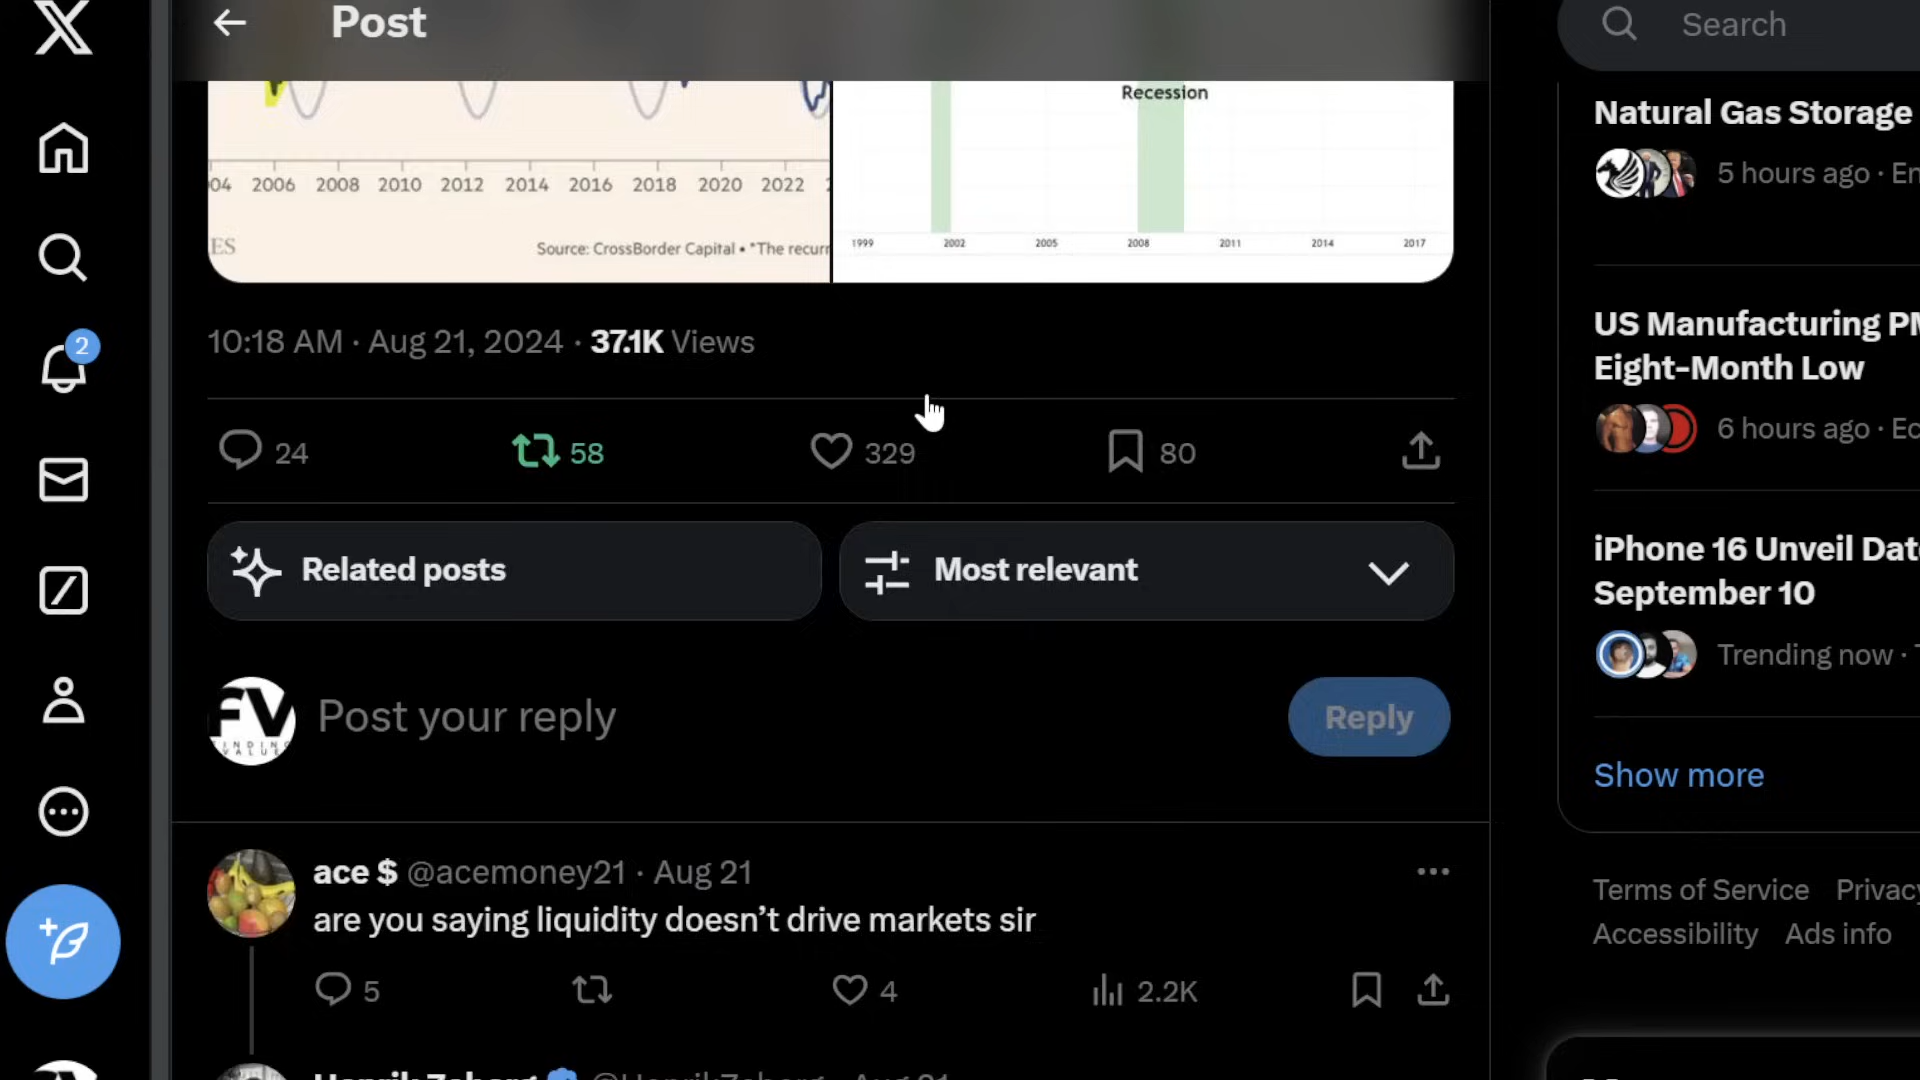 Post
Search
Recession
04 2006 2008 2010 2012 2014 2016 2018 2020 2022
1999 2002 2005 2008 2011 2014 2017
ES
Source: CrossBorder Capital • *The recurr
10:18 AM · Aug 21, 2024 · 37.1K Views
2
24 58 329 80
Related posts
Most relevant
FV
FINDING
VALUE
Post your reply
Reply
ace $ @acemoney21 · Aug 21
are you saying liquidity doesn’t drive markets sir
5 4 2.2K
Natural Gas Storage
5 hours ago · En
US Manufacturing PM
Eight-Month Low
6 hours ago · Ec
iPhone 16 Unveil Dat
September 10
Trending now ·
Show more
Terms of Service Privacy
Accessibility Ads info